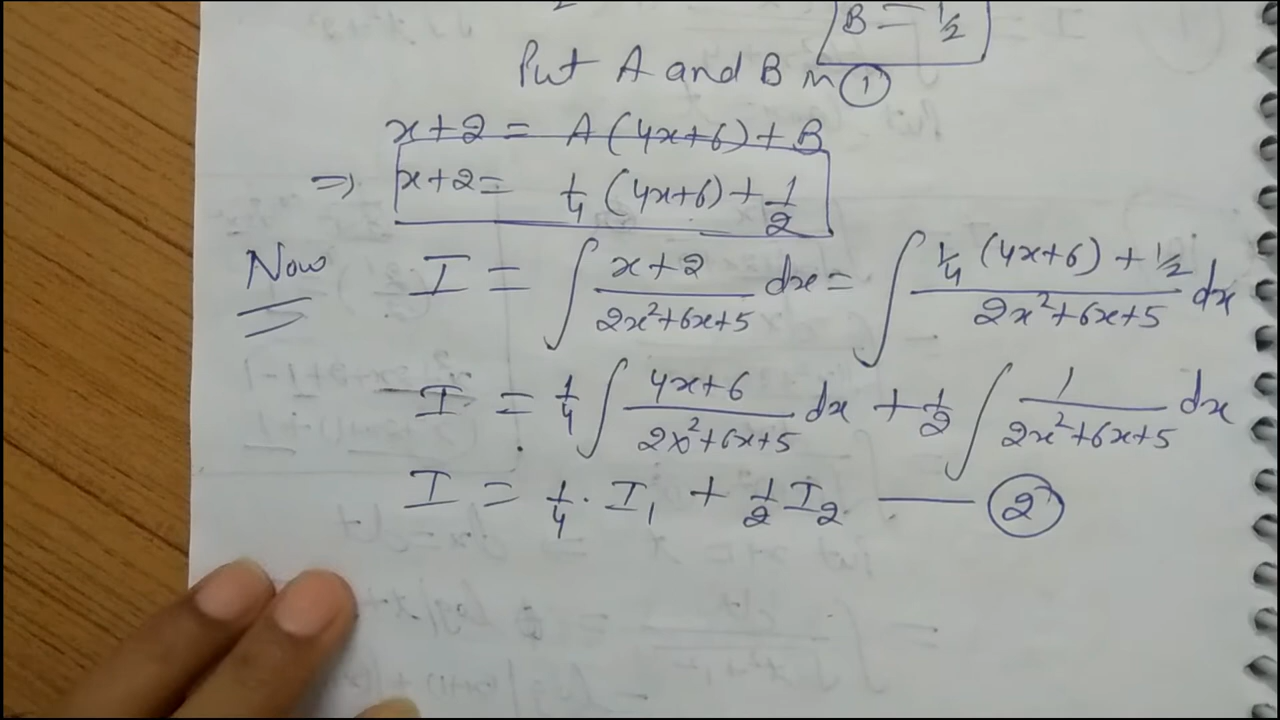 B = 1/2
Put A and B in ①
x+2 = A(4x+6)+B
⇒ x+2 = 1/4 (4x+6)+1/2
Now I = ∫ (x+2)/(2x²+6x+5) dx = ∫ (1/4 (4x+6) + 1/2)/(2x²+6x+5) dx
I = 1/4 ∫ (4x+6)/(2x²+6x+5) dx + 1/2 ∫ 1/(2x²+6x+5) dx
I = 1/4 · I₁ + 1/2 I₂ —— ②